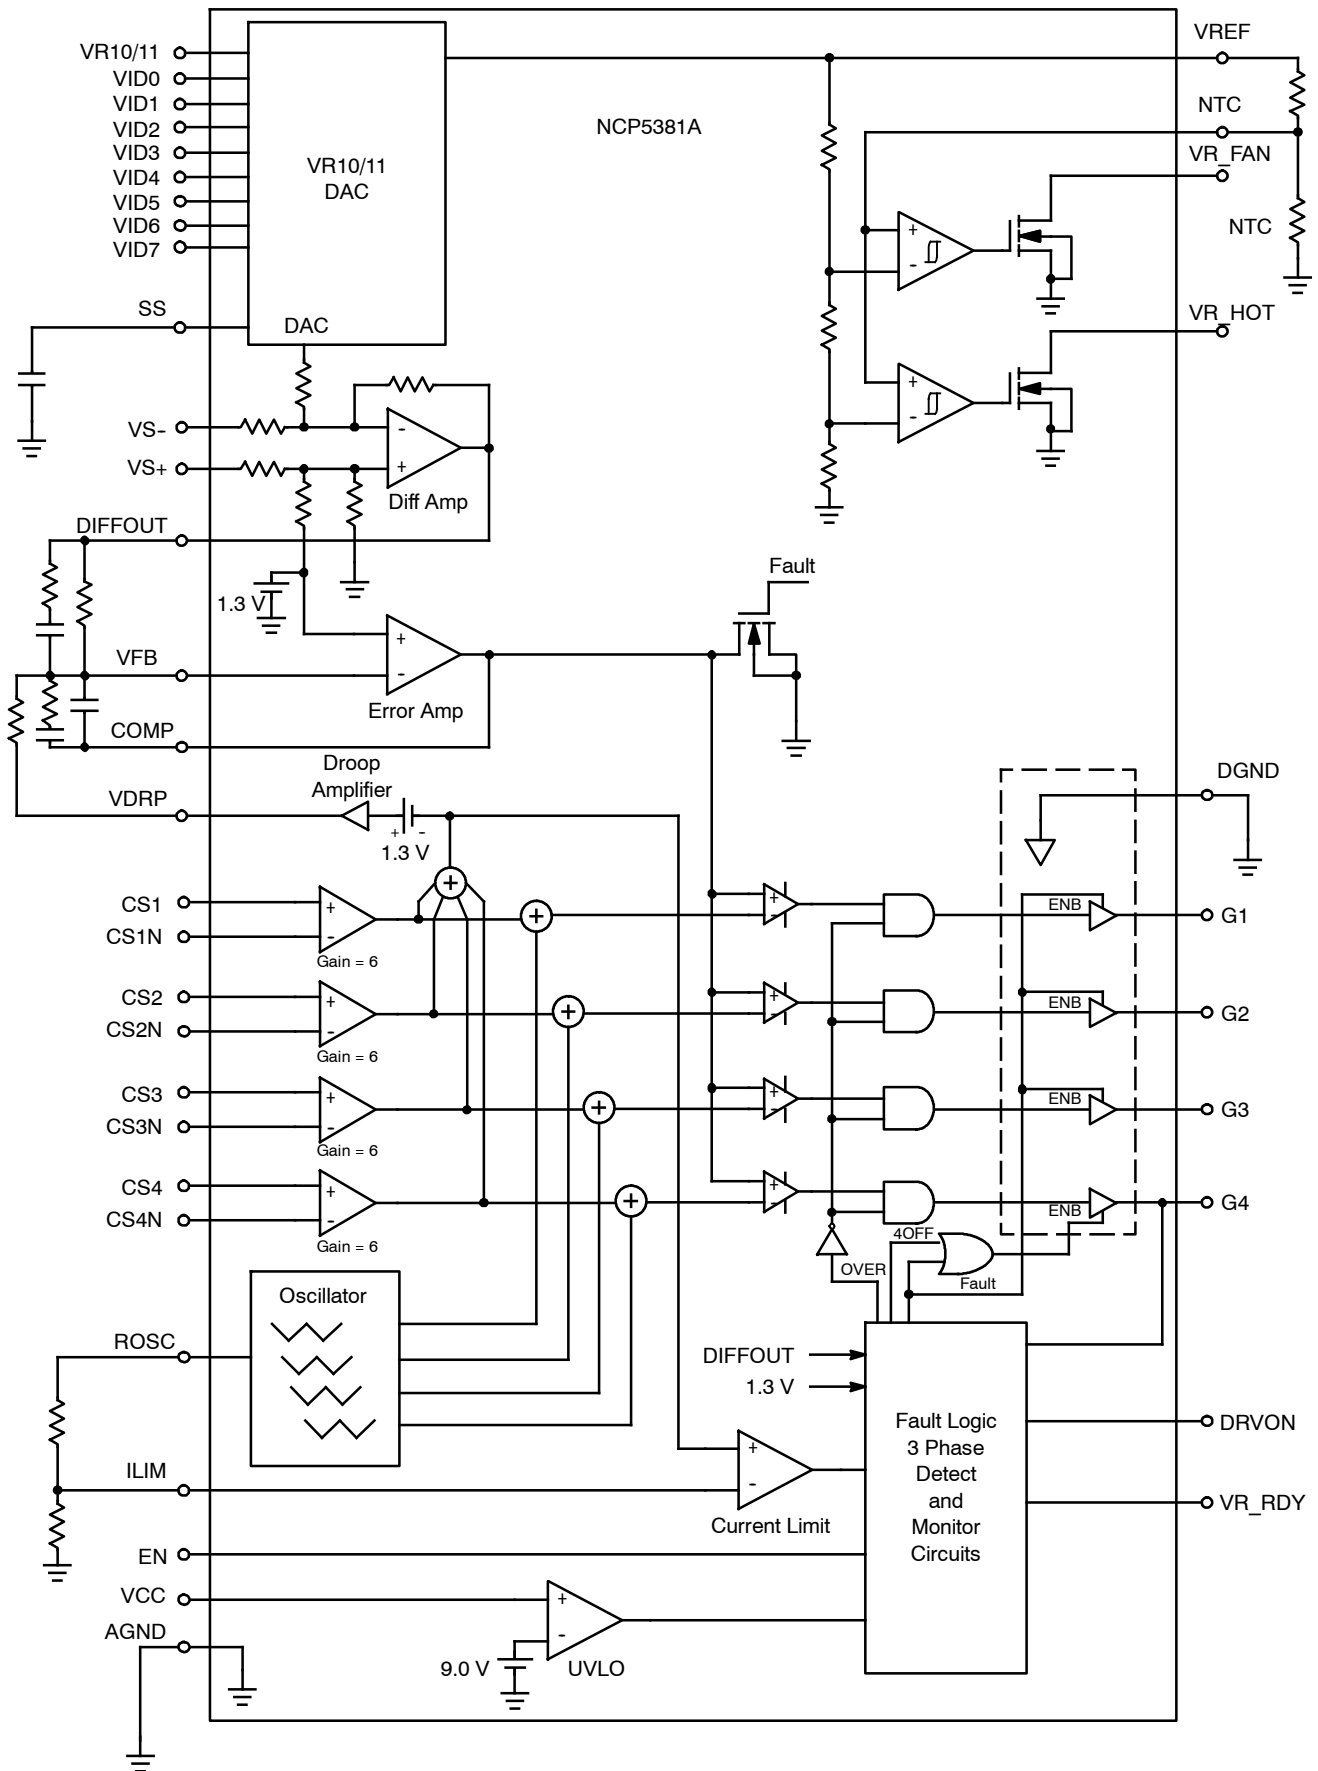 VREF
VR10/11
VID0
VID1
VID2
VID3
VID4
VID5
VID6
VID7
VR10/11
DAC
NCP5381A
NTC
VR_FAN
NTC
+
-
SS
DAC
VR_HOT
+
-
VS-
VS+
-
+
Diff Amp
DIFFOUT
1.3 V
Fault
VFB
+
-
Error Amp
COMP
Droop
Amplifier
VDRP
+ -
1.3 V
DGND
CS1
CS1N
+
-
Gain = 6
+
+
+
-
ENB
G1
CS2
CS2N
+
-
Gain = 6
+
+
-
ENB
G2
CS3
CS3N
+
-
Gain = 6
+
+
-
ENB
G3
CS4
CS4N
+
-
Gain = 6
+
+
-
ENB
G4
4OFF
OVER
Fault
Oscillator
ROSC
DIFFOUT
1.3 V
Fault Logic
3 Phase
Detect
and
Monitor
Circuits
DRVON
VR_RDY
ILIM
+
-
Current Limit
EN
VCC
AGND
+
-
9.0 V
UVLO